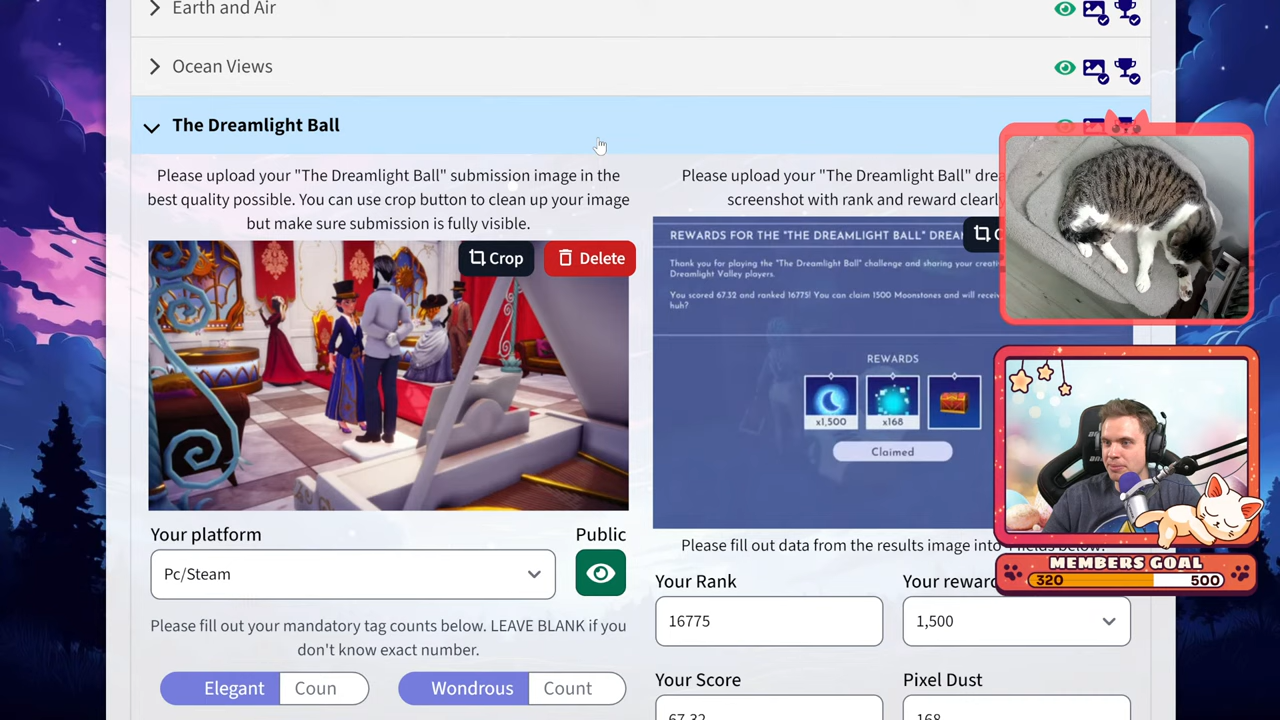 Earth and Air
Ocean Views
The Dreamlight Ball
Please upload your "The Dreamlight Ball" submission image in the
best quality possible. You can use crop button to clean up your image
but make sure submission is fully visible.
Crop
Delete
Your platform
Public
Pc/Steam
Please fill out your mandatory tag counts below. LEAVE BLANK if you
don't know exact number.
Elegant
Coun
Wondrous
Count
Please upload your "The Dreamlight Ball"
screenshot with rank and reward
REWARDS FOR THE "THE DREAMLIGHT BALL"
Thank you for playing the "The Dreamlight Ball" challenge and sharing your
Dreamlight Valley players.
You scored 67.32 and ranked 16775! You can claim 1500 Moonstones and will
huh?
REWARDS
x1,500
x168
Claimed
Please fill out data from the results image into
Your Rank
Your
16775
1,500
Your Score
Pixel Dust
67.32
168
MEMBERS GOAL
320
500